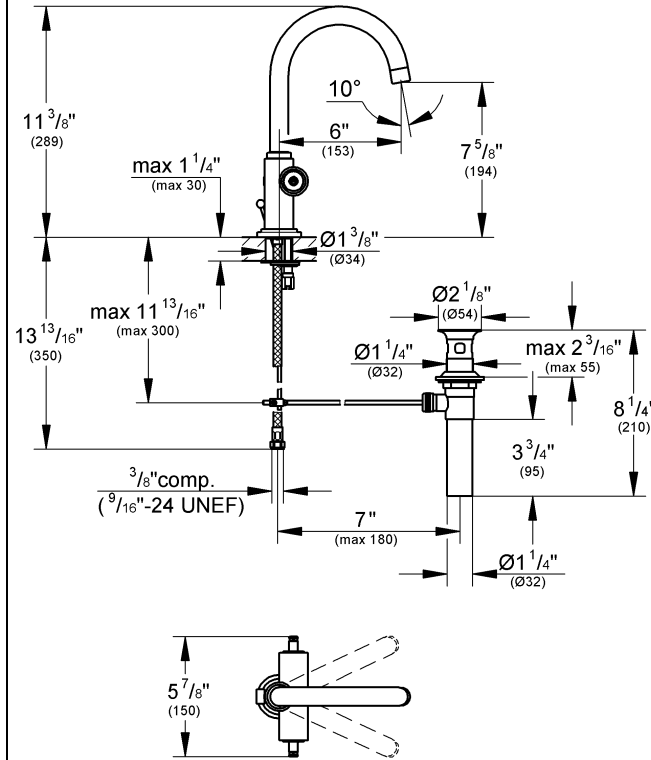 11 3/8"
(289)
10°
6"
(153)
7 5/8"
(194)
max 1 1/4"
(max 30)
Ø1 3/8"
(Ø34)
max 11 13/16"
(max 300)
13 13/16"
(350)
Ø2 1/8"
(Ø54)
Ø1 1/4"
(Ø32)
max 2 3/16"
(max 55)
8 1/4"
(210)
3 3/4"
(95)
3/8"comp.
(9/16"-24 UNEF)
7"
(max 180)
Ø1 1/4"
(Ø32)
5 7/8"
(150)